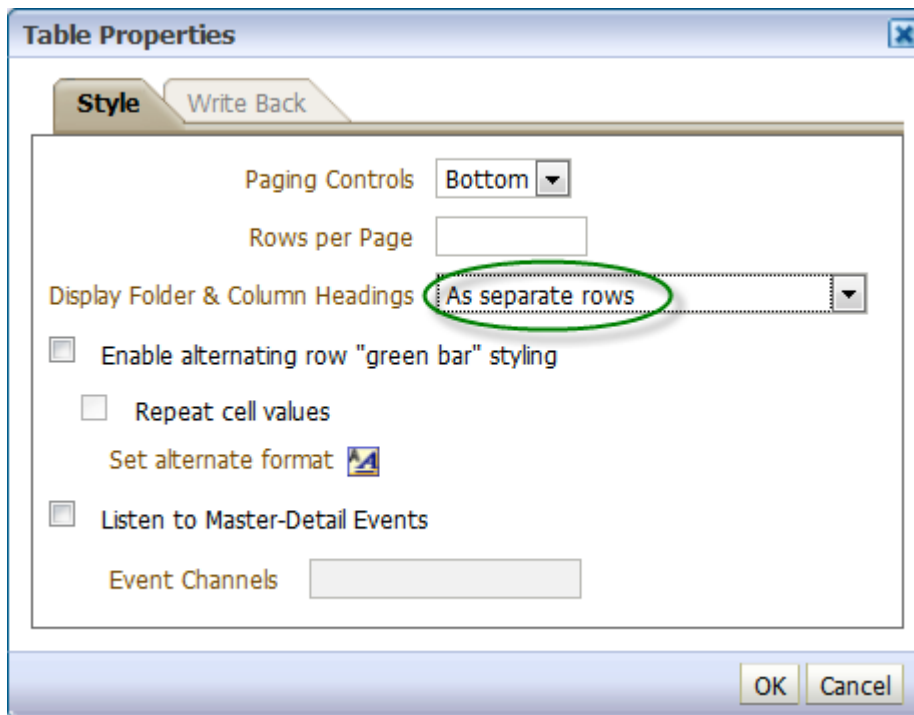 Table Properties
Style Write Back
Paging Controls Bottom
Rows per Page
Display Folder & Column Headings As separate rows
Enable alternating row "green bar" styling
Repeat cell values
Set alternate format
Listen to Master-Detail Events
Event Channels
OK Cancel